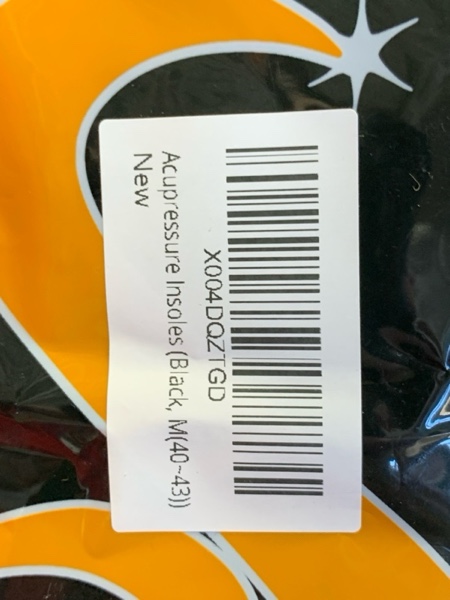 X004DQZTGD
Acupressure Insoles (Black, M(40~43))
New